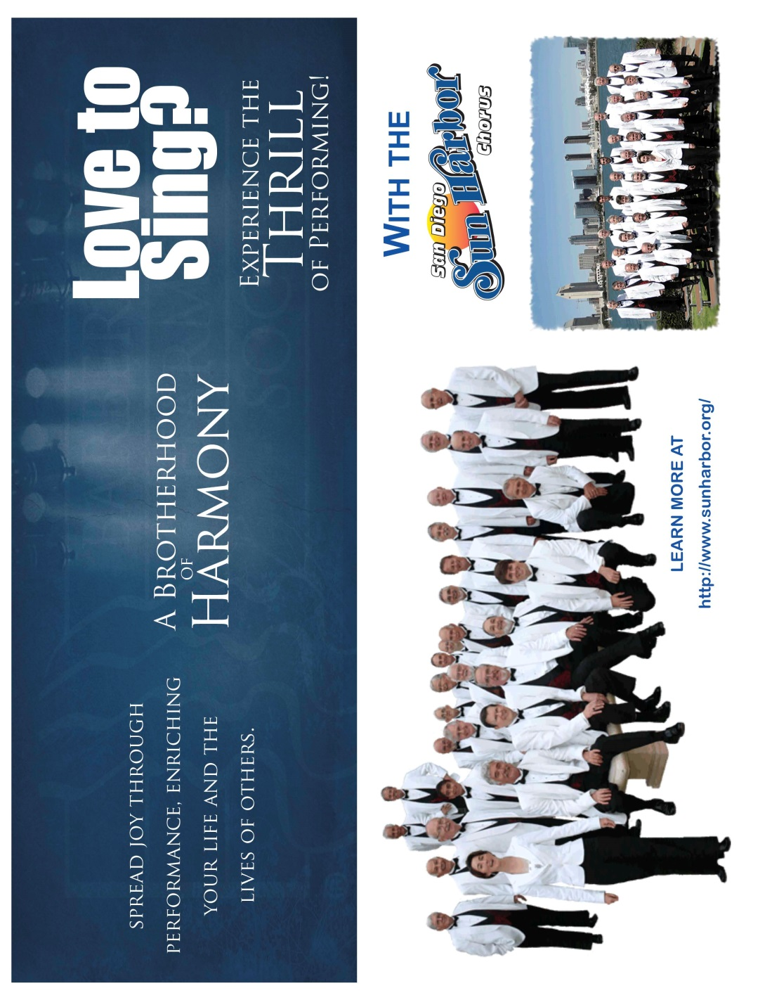 SPREAD JOY THROUGH
PERFORMANCE, ENRICHING
YOUR LIFE AND THE
LIVES OF OTHERS.
A BROTHERHOOD
OF
HARMONY
Love to
Sing?
EXPERIENCE THE
THRILL
OF PERFORMING!
WITH THE
San Diego
Sun Harbor
Chorus
LEARN MORE AT
http://www.sunharbor.org/